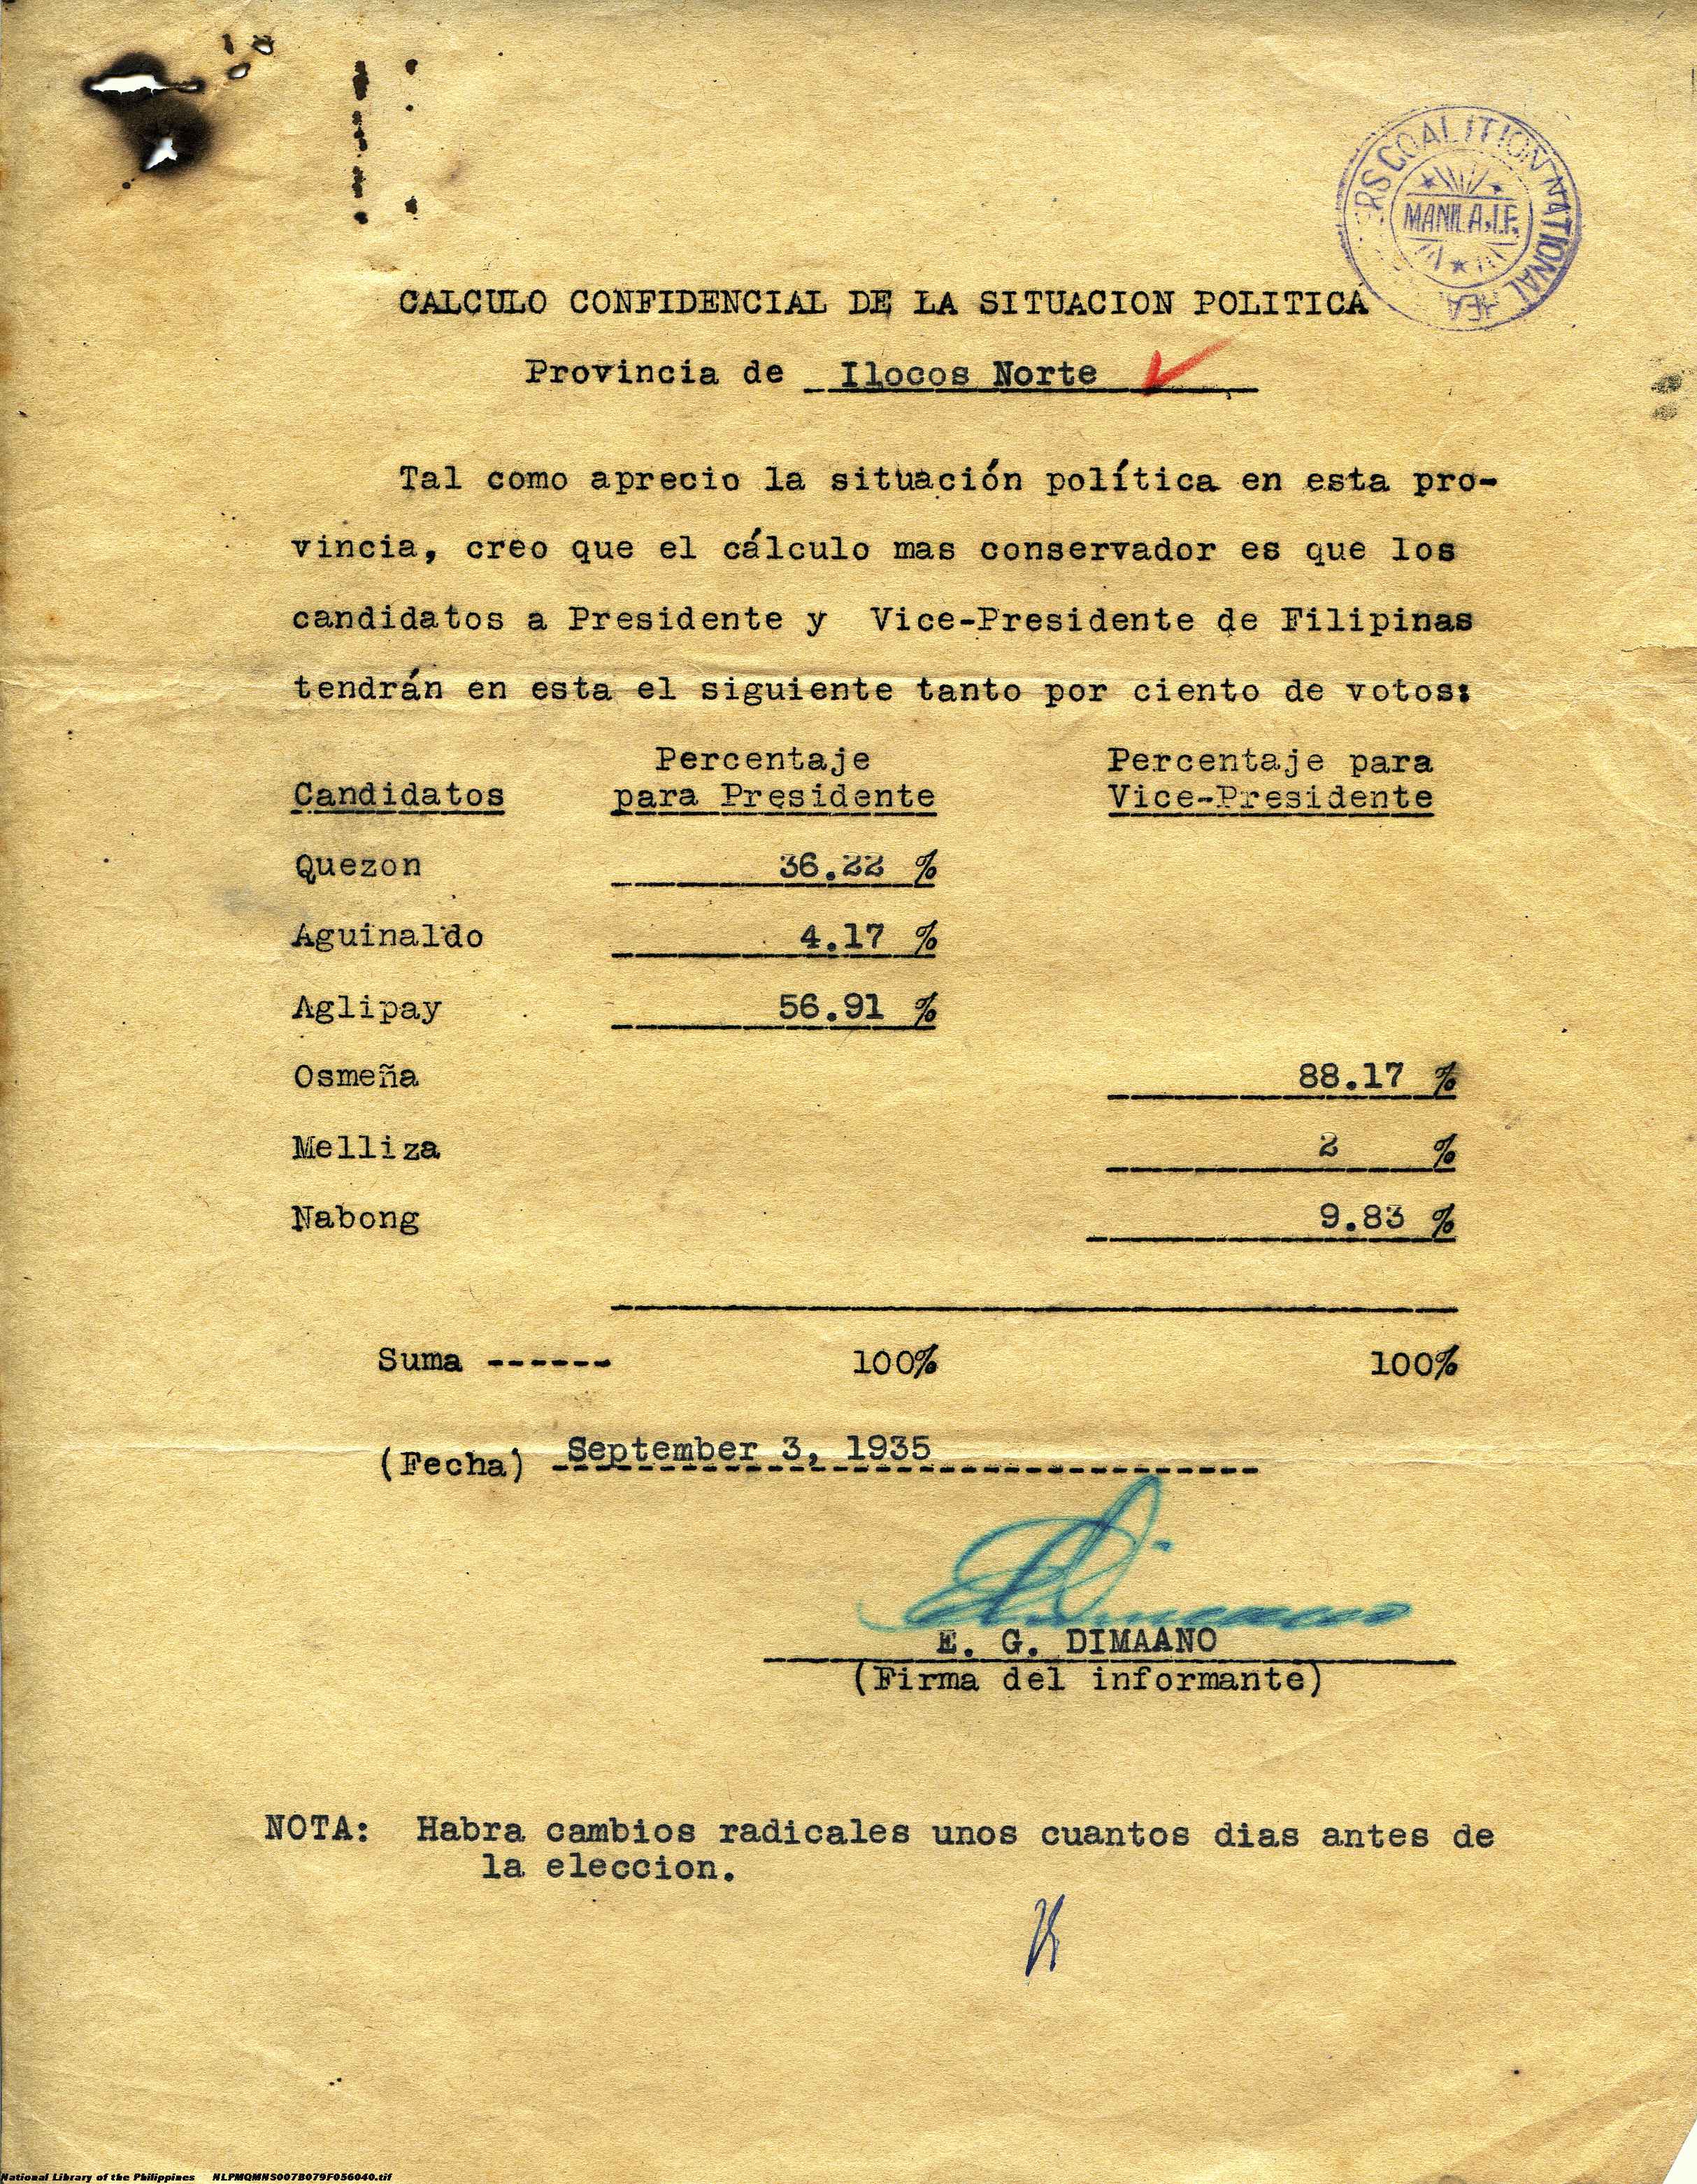 COALITION NATIONAL
MANILA, I.F.
CALCULO CONFIDENCIAL DE LA SITUACION POLITICA
Provincia de Ilocos Norte
Tal como aprecio la situación política en esta pro-
vincia, creo que el cálculo mas conservador es que los
candidatos a Presidente y Vice-Presidente de Filipinas
tendrán en esta el siguiente tanto por ciento de votos:
Candidatos Percentaje para Presidente Percentaje para Vice-Presidente
Quezon 36.22 %
Aguinaldo 4.17 %
Aglipay 56.91 %
Osmeña 88.17 %
Melliza 2 %
Nabong 9.83 %
Suma ------ 100% 100%
(Fecha) September 3, 1935
E. G. DIMAANO
(Firma del informante)
NOTA: Habra cambios radicales unos cuantos dias antes de
la eleccion.
National Library of the Philippines NLPMQMNS007B079F056040.tif